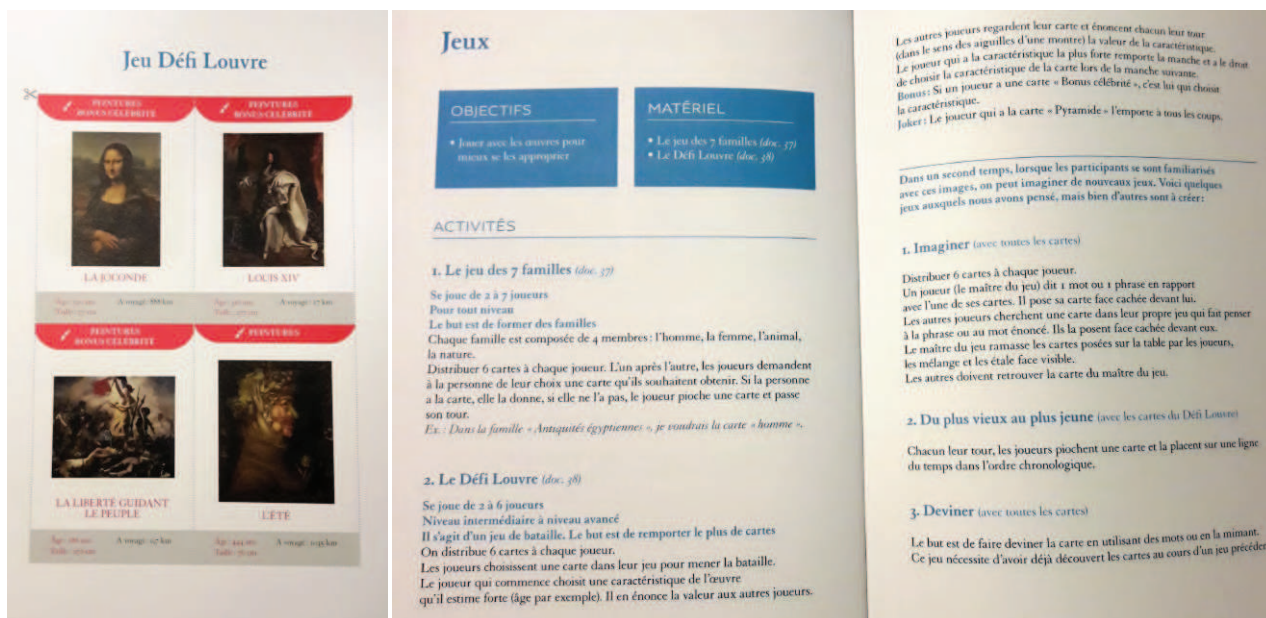 Jeu Défi Louvre
PEINTURES
BONUS CÉLÉBRITÉ
PEINTURES
BONUS CÉLÉBRITÉ
LA JOCONDE
LOUIS XIV
Âge :
A voyagé :
Taille :
Âge :
A voyagé :
Taille :
PEINTURES
BONUS CÉLÉBRITÉ
PEINTURES
LA LIBERTÉ GUIDANT
LE PEUPLE
L'ÉTÉ
Âge :
A voyagé :
Taille :
Âge :
A voyagé :
Taille :
Jeux
OBJECTIFS
• Jouer avec les œuvres pour
mieux se les approprier
MATÉRIEL
• Le jeu des 7 familles (doc. 37)
• Le Défi Louvre (doc. 38)
ACTIVITÉS
1. Le jeu des 7 familles (doc. 37)
Se joue de 2 à 7 joueurs
Pour tout niveau
Le but est de former des familles
Chaque famille est composée de 4 membres : l'homme, la femme, l'animal,
la nature.
Distribuer 6 cartes à chaque joueur. L'un après l'autre, les joueurs demandent
à la personne de leur choix une carte qu'ils souhaitent obtenir. Si la personne
a la carte, elle la donne, si elle ne l'a pas, le joueur pioche une carte et passe
son tour.
Ex. : Dans la famille « Antiquités égyptiennes », je voudrais la carte « homme ».
2. Le Défi Louvre (doc. 38)
Se joue de 2 à 6 joueurs
Niveau intermédiaire à niveau avancé
Il s'agit d'un jeu de bataille. Le but est de remporter le plus de cartes
On distribue 6 cartes à chaque joueur.
Les joueurs choisissent une carte dans leur jeu pour mener la bataille.
Le joueur qui commence choisit une caractéristique de l'œuvre
qu'il estime forte (âge par exemple). Il en énonce la valeur aux autres joueurs.
Les autres joueurs regardent leur carte et énoncent chacun leur tour
(dans le sens des aiguilles d'une montre) la valeur de la caractéristique.
Le joueur qui a la caractéristique la plus forte remporte la manche et a le droit
de choisir la caractéristique de la carte lors de la manche suivante.
Bonus : Si un joueur a une carte « Bonus célébrité », c'est lui qui choisit
la caractéristique.
Joker : Le joueur qui a la carte « Pyramide » l'emporte à tous les coups.
Dans un second temps, lorsque les participants se sont familiarisés
avec ces images, on peut imaginer de nouveaux jeux. Voici quelques
jeux auxquels nous avons pensé, mais bien d'autres sont à créer :
1. Imaginer (avec toutes les cartes)
Distribuer 6 cartes à chaque joueur.
Un joueur (le maître du jeu) dit 1 mot ou 1 phrase en rapport
avec l'une de ses cartes. Il pose sa carte face cachée devant lui.
Les autres joueurs cherchent une carte dans leur propre jeu qui fait penser
à la phrase ou au mot énoncé. Ils la posent face cachée devant eux.
Le maître du jeu ramasse les cartes posées sur la table par les joueurs,
les mélange et les étale face visible.
Les autres doivent retrouver la carte du maître du jeu.
2. Du plus vieux au plus jeune (avec les cartes du Défi Louvre)
Chacun leur tour, les joueurs piochent une carte et la placent sur une ligne
du temps dans l'ordre chronologique.
3. Deviner (avec toutes les cartes)
Le but est de faire deviner la carte en utilisant des mots ou en la mimant.
Ce jeu nécessite d'avoir déjà découvert les cartes au cours d'un jeu précéden